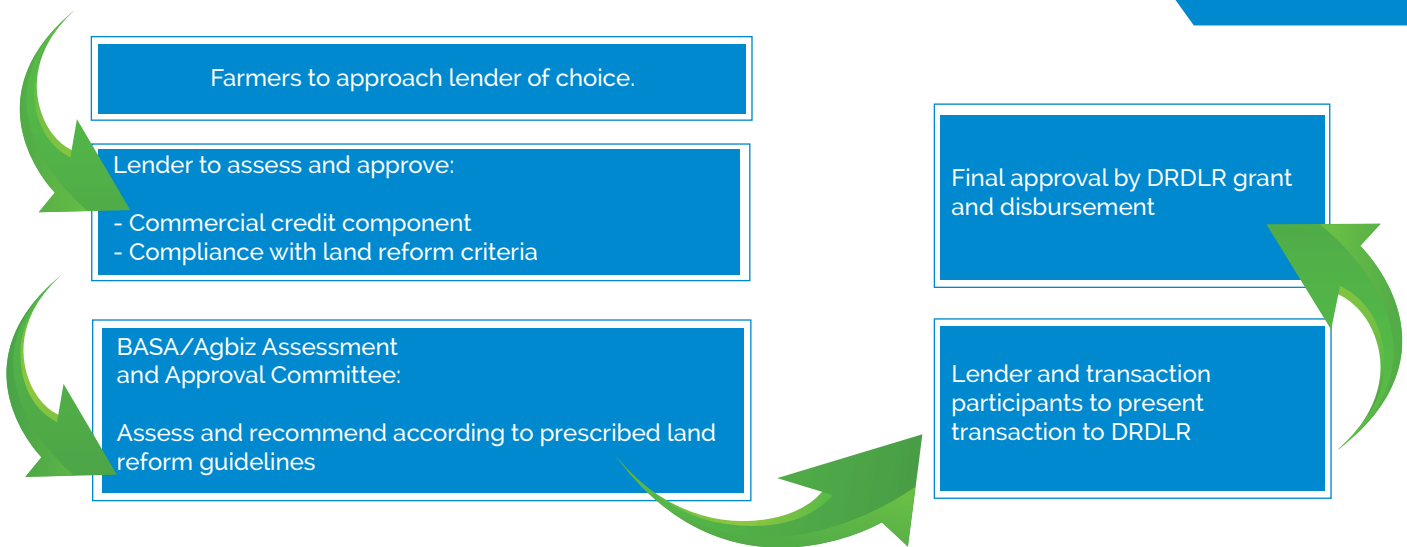 Farmers to approach lender of choice.
Lender to assess and approve:
- Commercial credit component
- Compliance with land reform criteria
BASA/Agbiz Assessment
and Approval Committee:
Assess and recommend according to prescribed land
reform guidelines
Lender and transaction
participants to present
transaction to DRDLR
Final approval by DRDLR grant
and disbursement